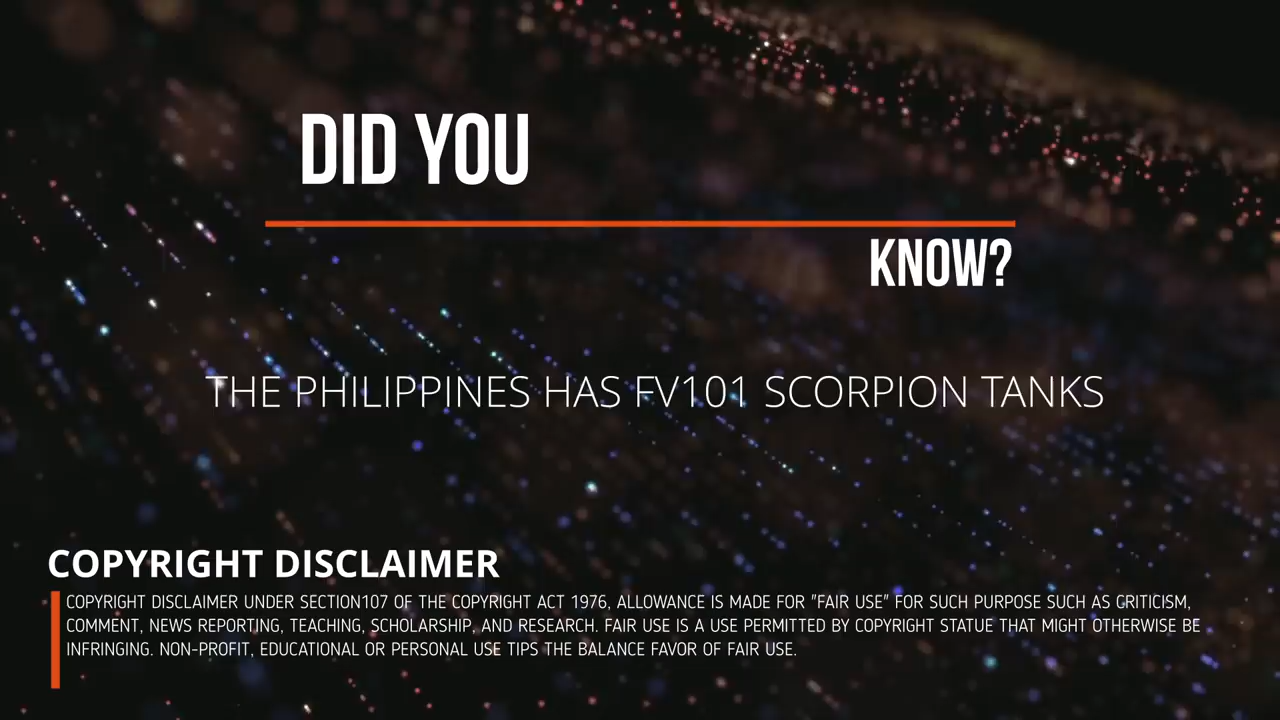 DID YOU
KNOW?
THE PHILIPPINES HAS FV101 SCORPION TANKS
COPYRIGHT DISCLAIMER
COPYRIGHT DISCLAIMER UNDER SECTION107 OF THE COPYRIGHT ACT 1976, ALLOWANCE IS MADE FOR "FAIR USE" FOR SUCH PURPOSE SUCH AS CRITICISM,
COMMENT, NEWS REPORTING, TEACHING, SCHOLARSHIP, AND RESEARCH. FAIR USE IS A USE PERMITTED BY COPYRIGHT STATUE THAT MIGHT OTHERWISE BE
INFRINGING. NON-PROFIT, EDUCATIONAL OR PERSONAL USE TIPS THE BALANCE FAVOR OF FAIR USE.